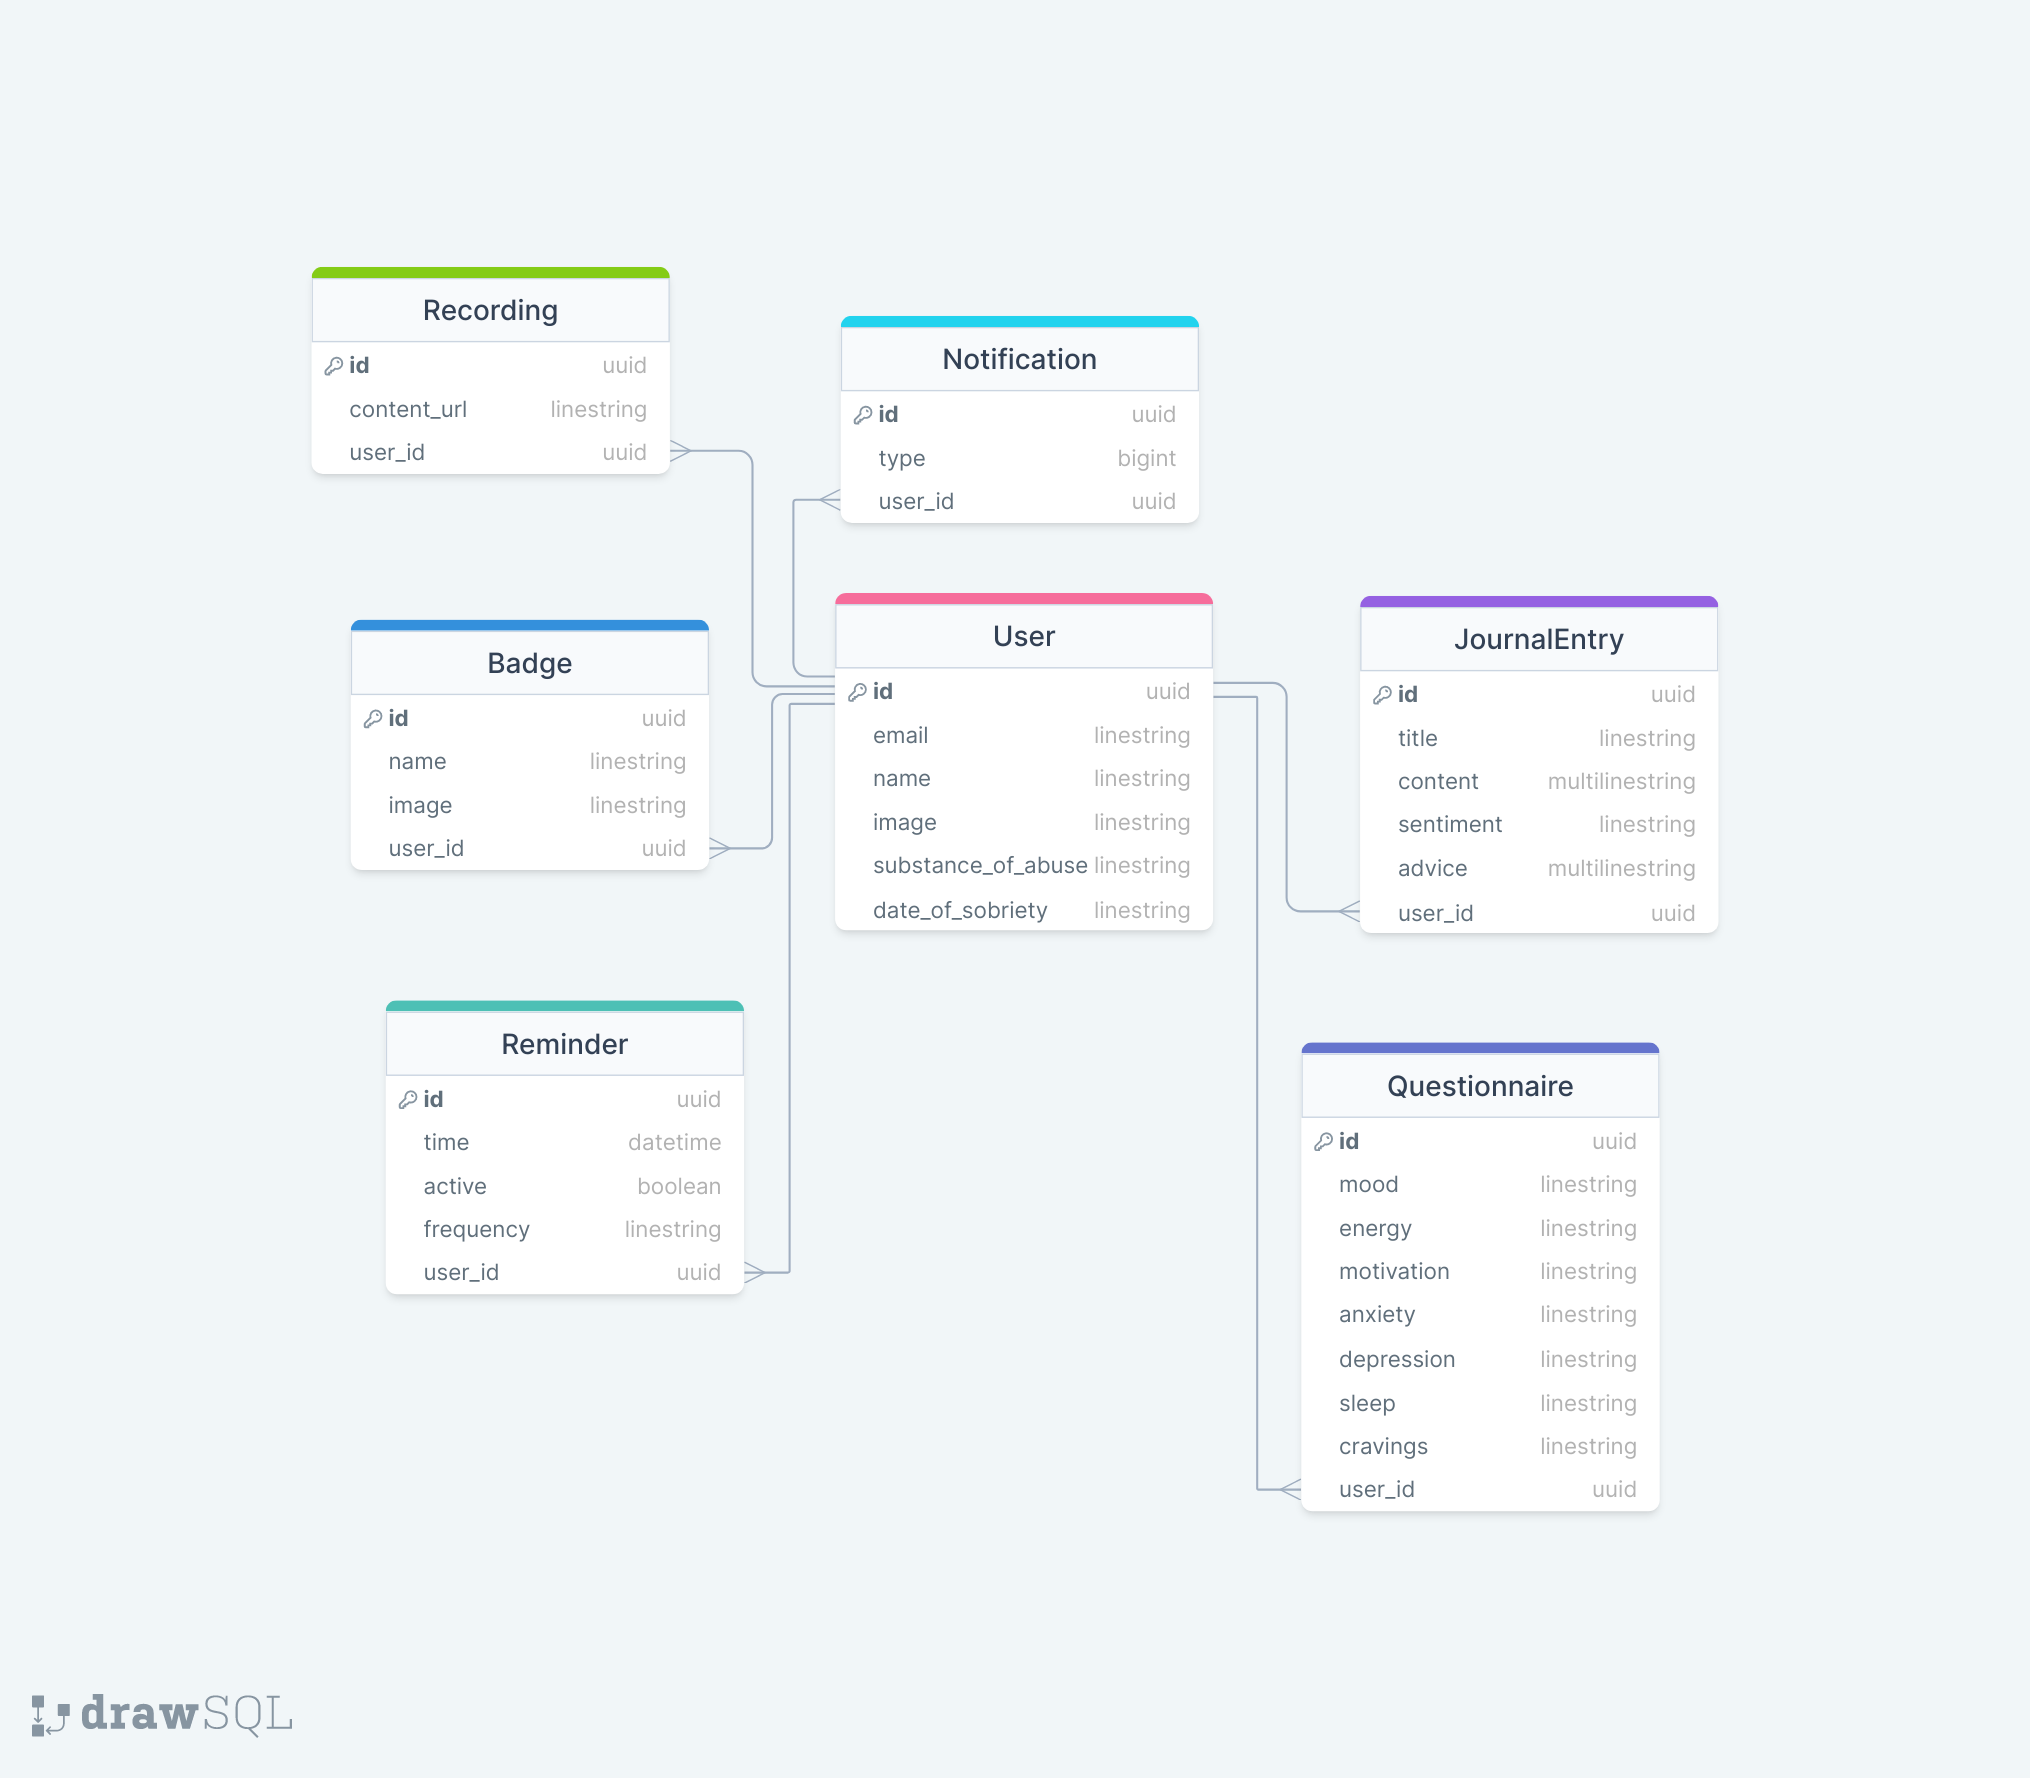 Recording
id uuid
content_url linestring
user_id uuid
Notification
id uuid
type bigint
user_id uuid
Badge
id uuid
name linestring
image linestring
user_id uuid
User
id uuid
email linestring
name linestring
image linestring
substance_of_abuse linestring
date_of_sobriety linestring
JournalEntry
id uuid
title linestring
content multilinestring
sentiment linestring
advice multilinestring
user_id uuid
Reminder
id uuid
time datetime
active boolean
frequency linestring
user_id uuid
Questionnaire
id uuid
mood linestring
energy linestring
motivation linestring
anxiety linestring
depression linestring
sleep linestring
cravings linestring
user_id uuid
drawSQL